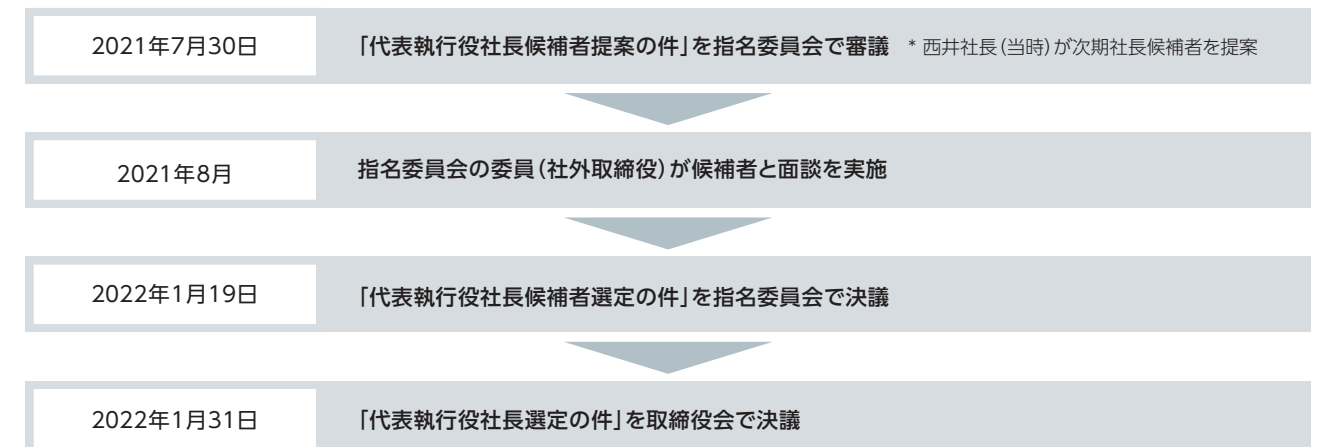 2021年7月30日 「代表執行役社長候補者提案の件」を指名委員会で審議 * 西井社長(当時)が次期社長候補者を提案
2021年8月 指名委員会の委員(社外取締役)が候補者と面談を実施
2022年1月19日 「代表執行役社長候補者選定の件」を指名委員会で決議
2022年1月31日 「代表執行役社長選定の件」を取締役会で決議